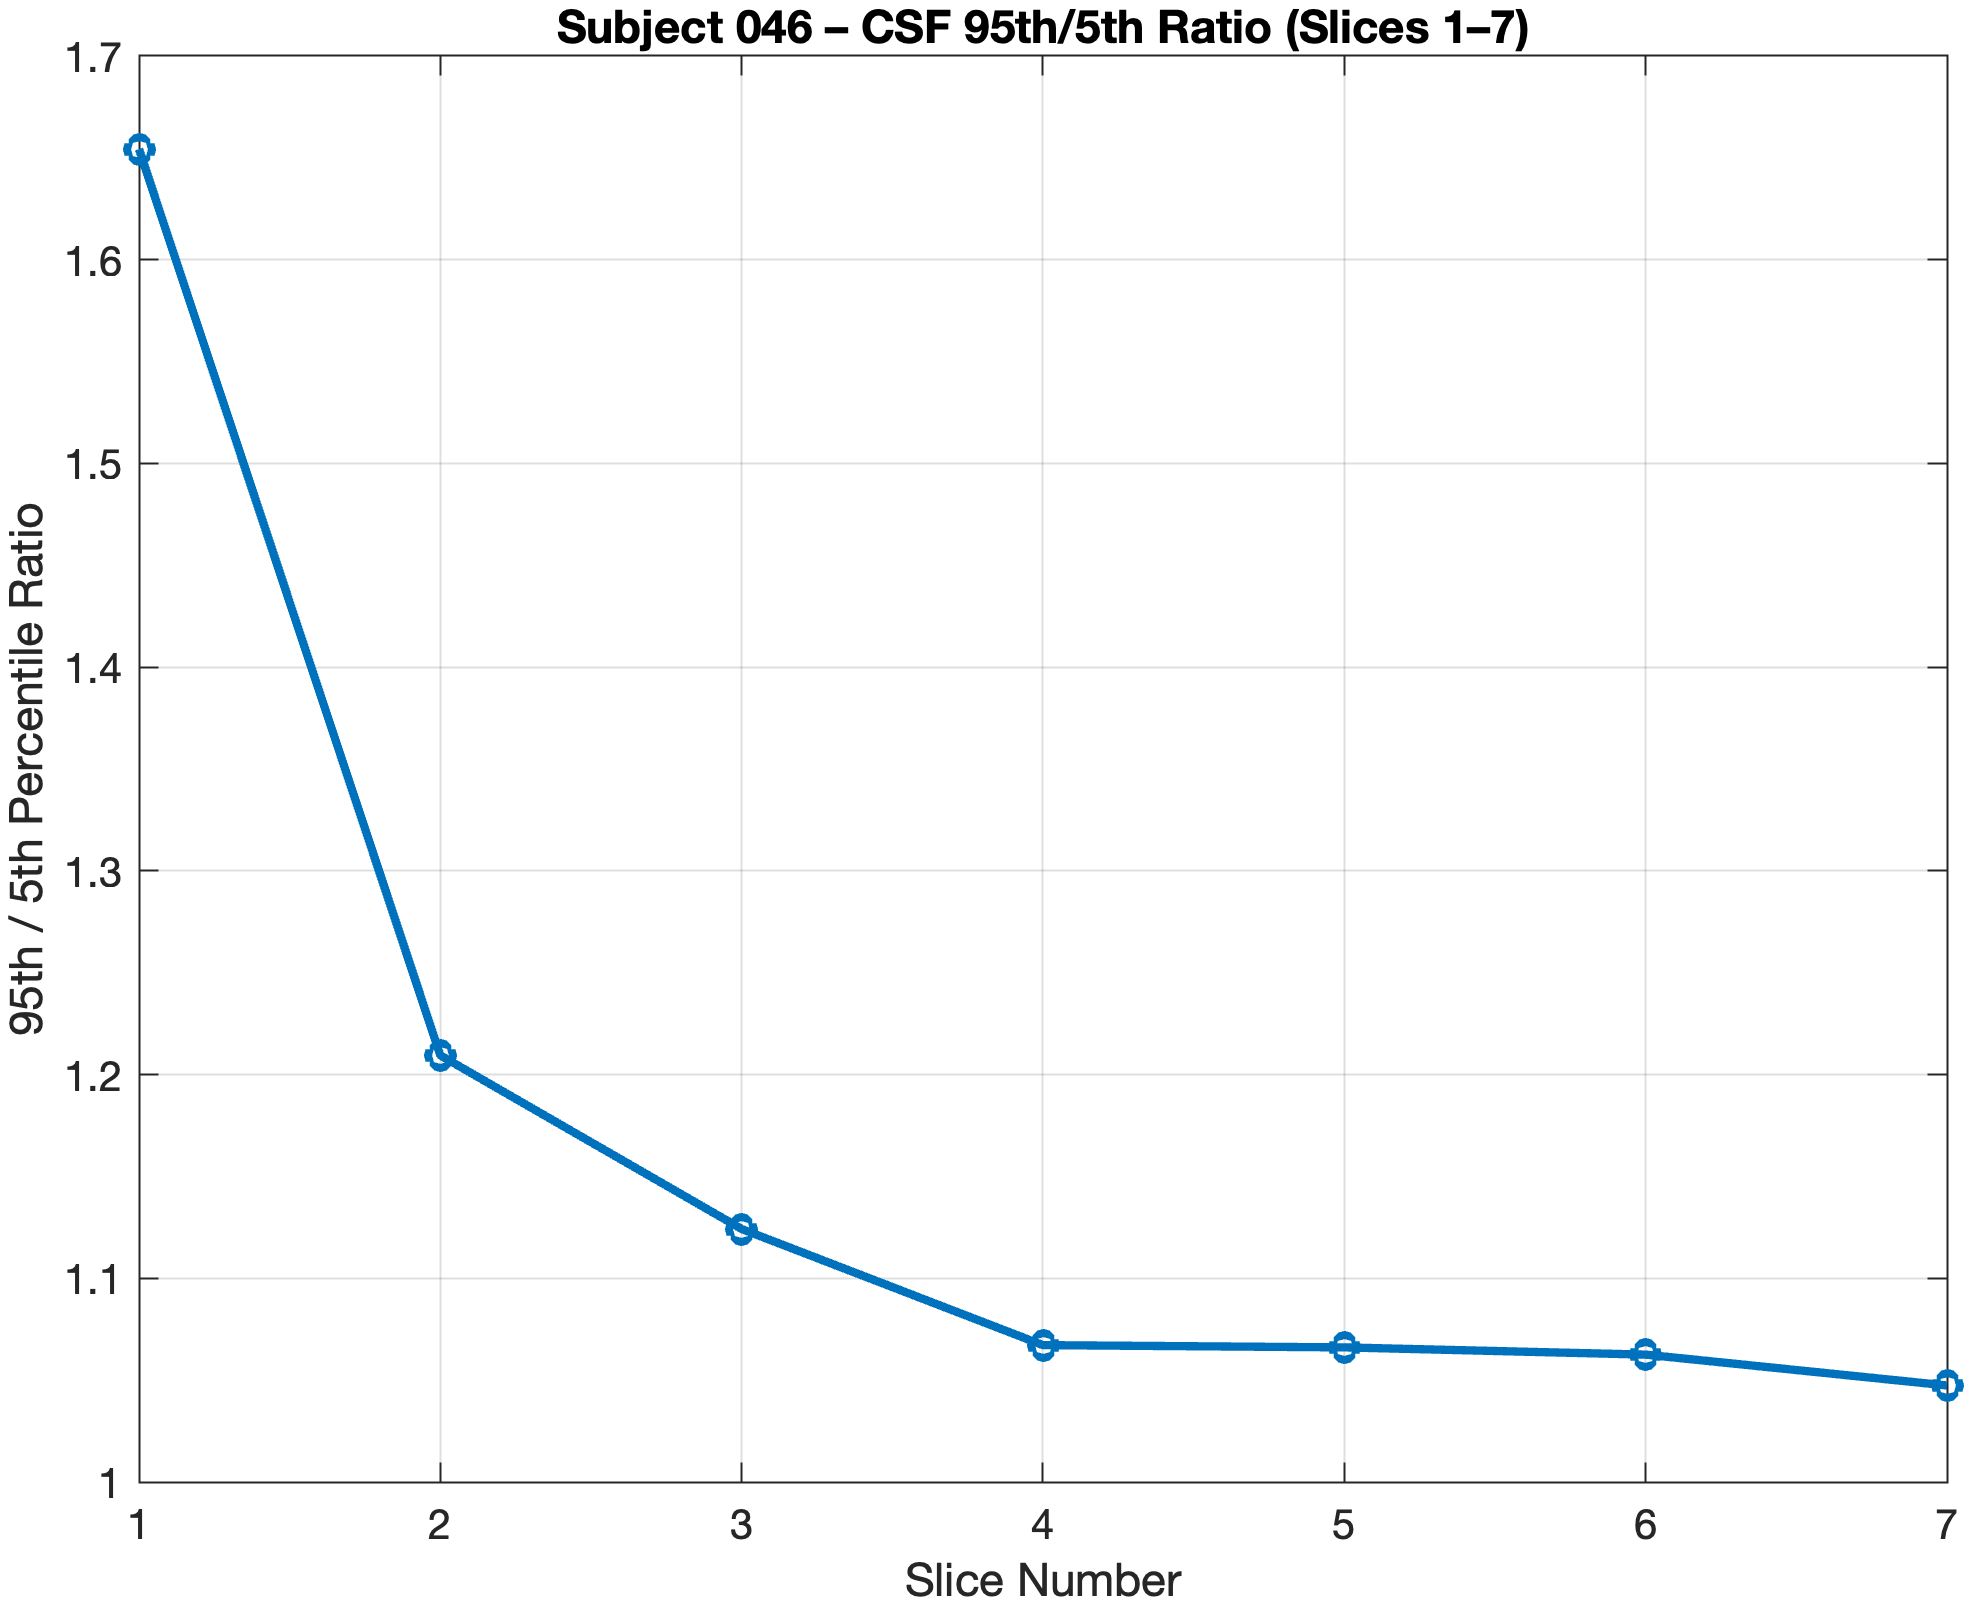 Subject 046 – CSF 95th/5th Ratio (Slices 1–7)
95th / 5th Percentile Ratio
1.7
1.6
1.5
1.4
1.3
1.2
1.1
1
1 2 3 4 5 6 7
Slice Number